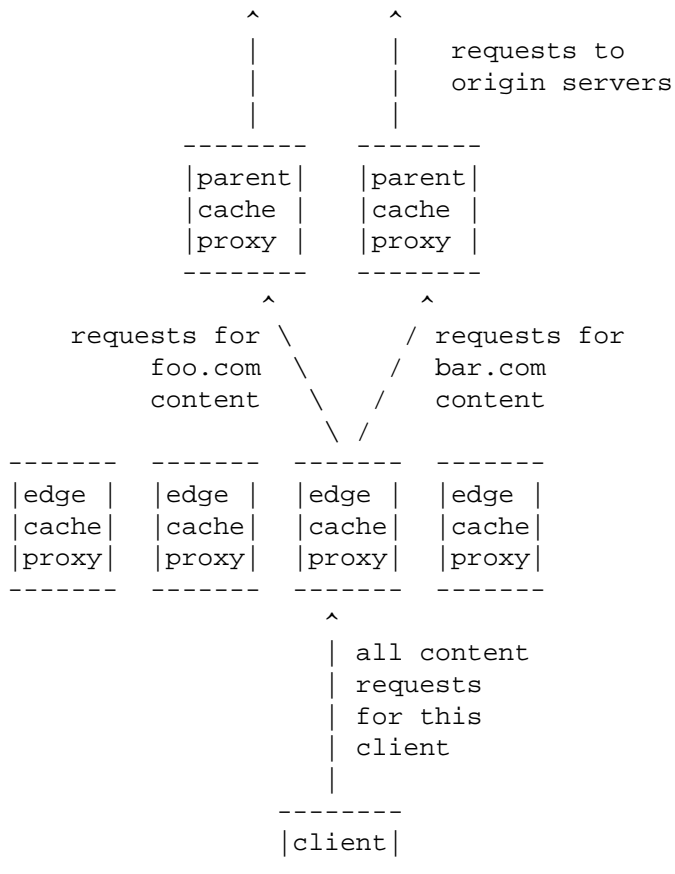 requests to
origin servers
parent parent
cache cache
proxy proxy
requests for requests for
foo.com bar.com
content content
edge edge edge edge
cache cache cache cache
proxy proxy proxy proxy
all content
requests
for this
client
client